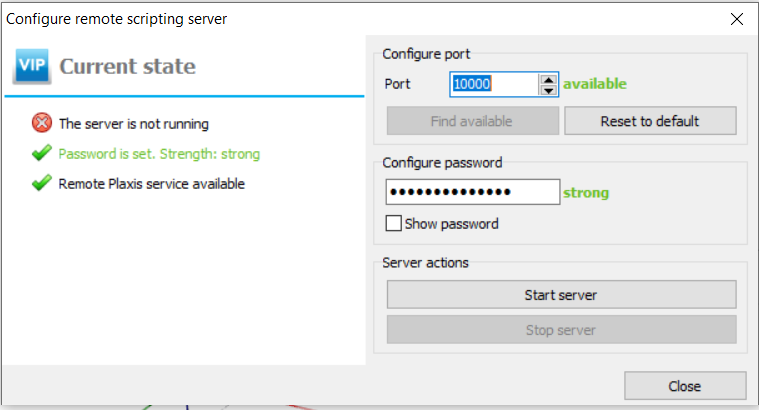 Configure remote scripting server
VIP Current state
The server is not running
Password is set. Strength: strong
Remote Plaxis service available
Configure port
Port 10000 available
Find available Reset to default
Configure password
●●●●●●●●●●●●●● strong
Show password
Server actions
Start server
Stop server
Close